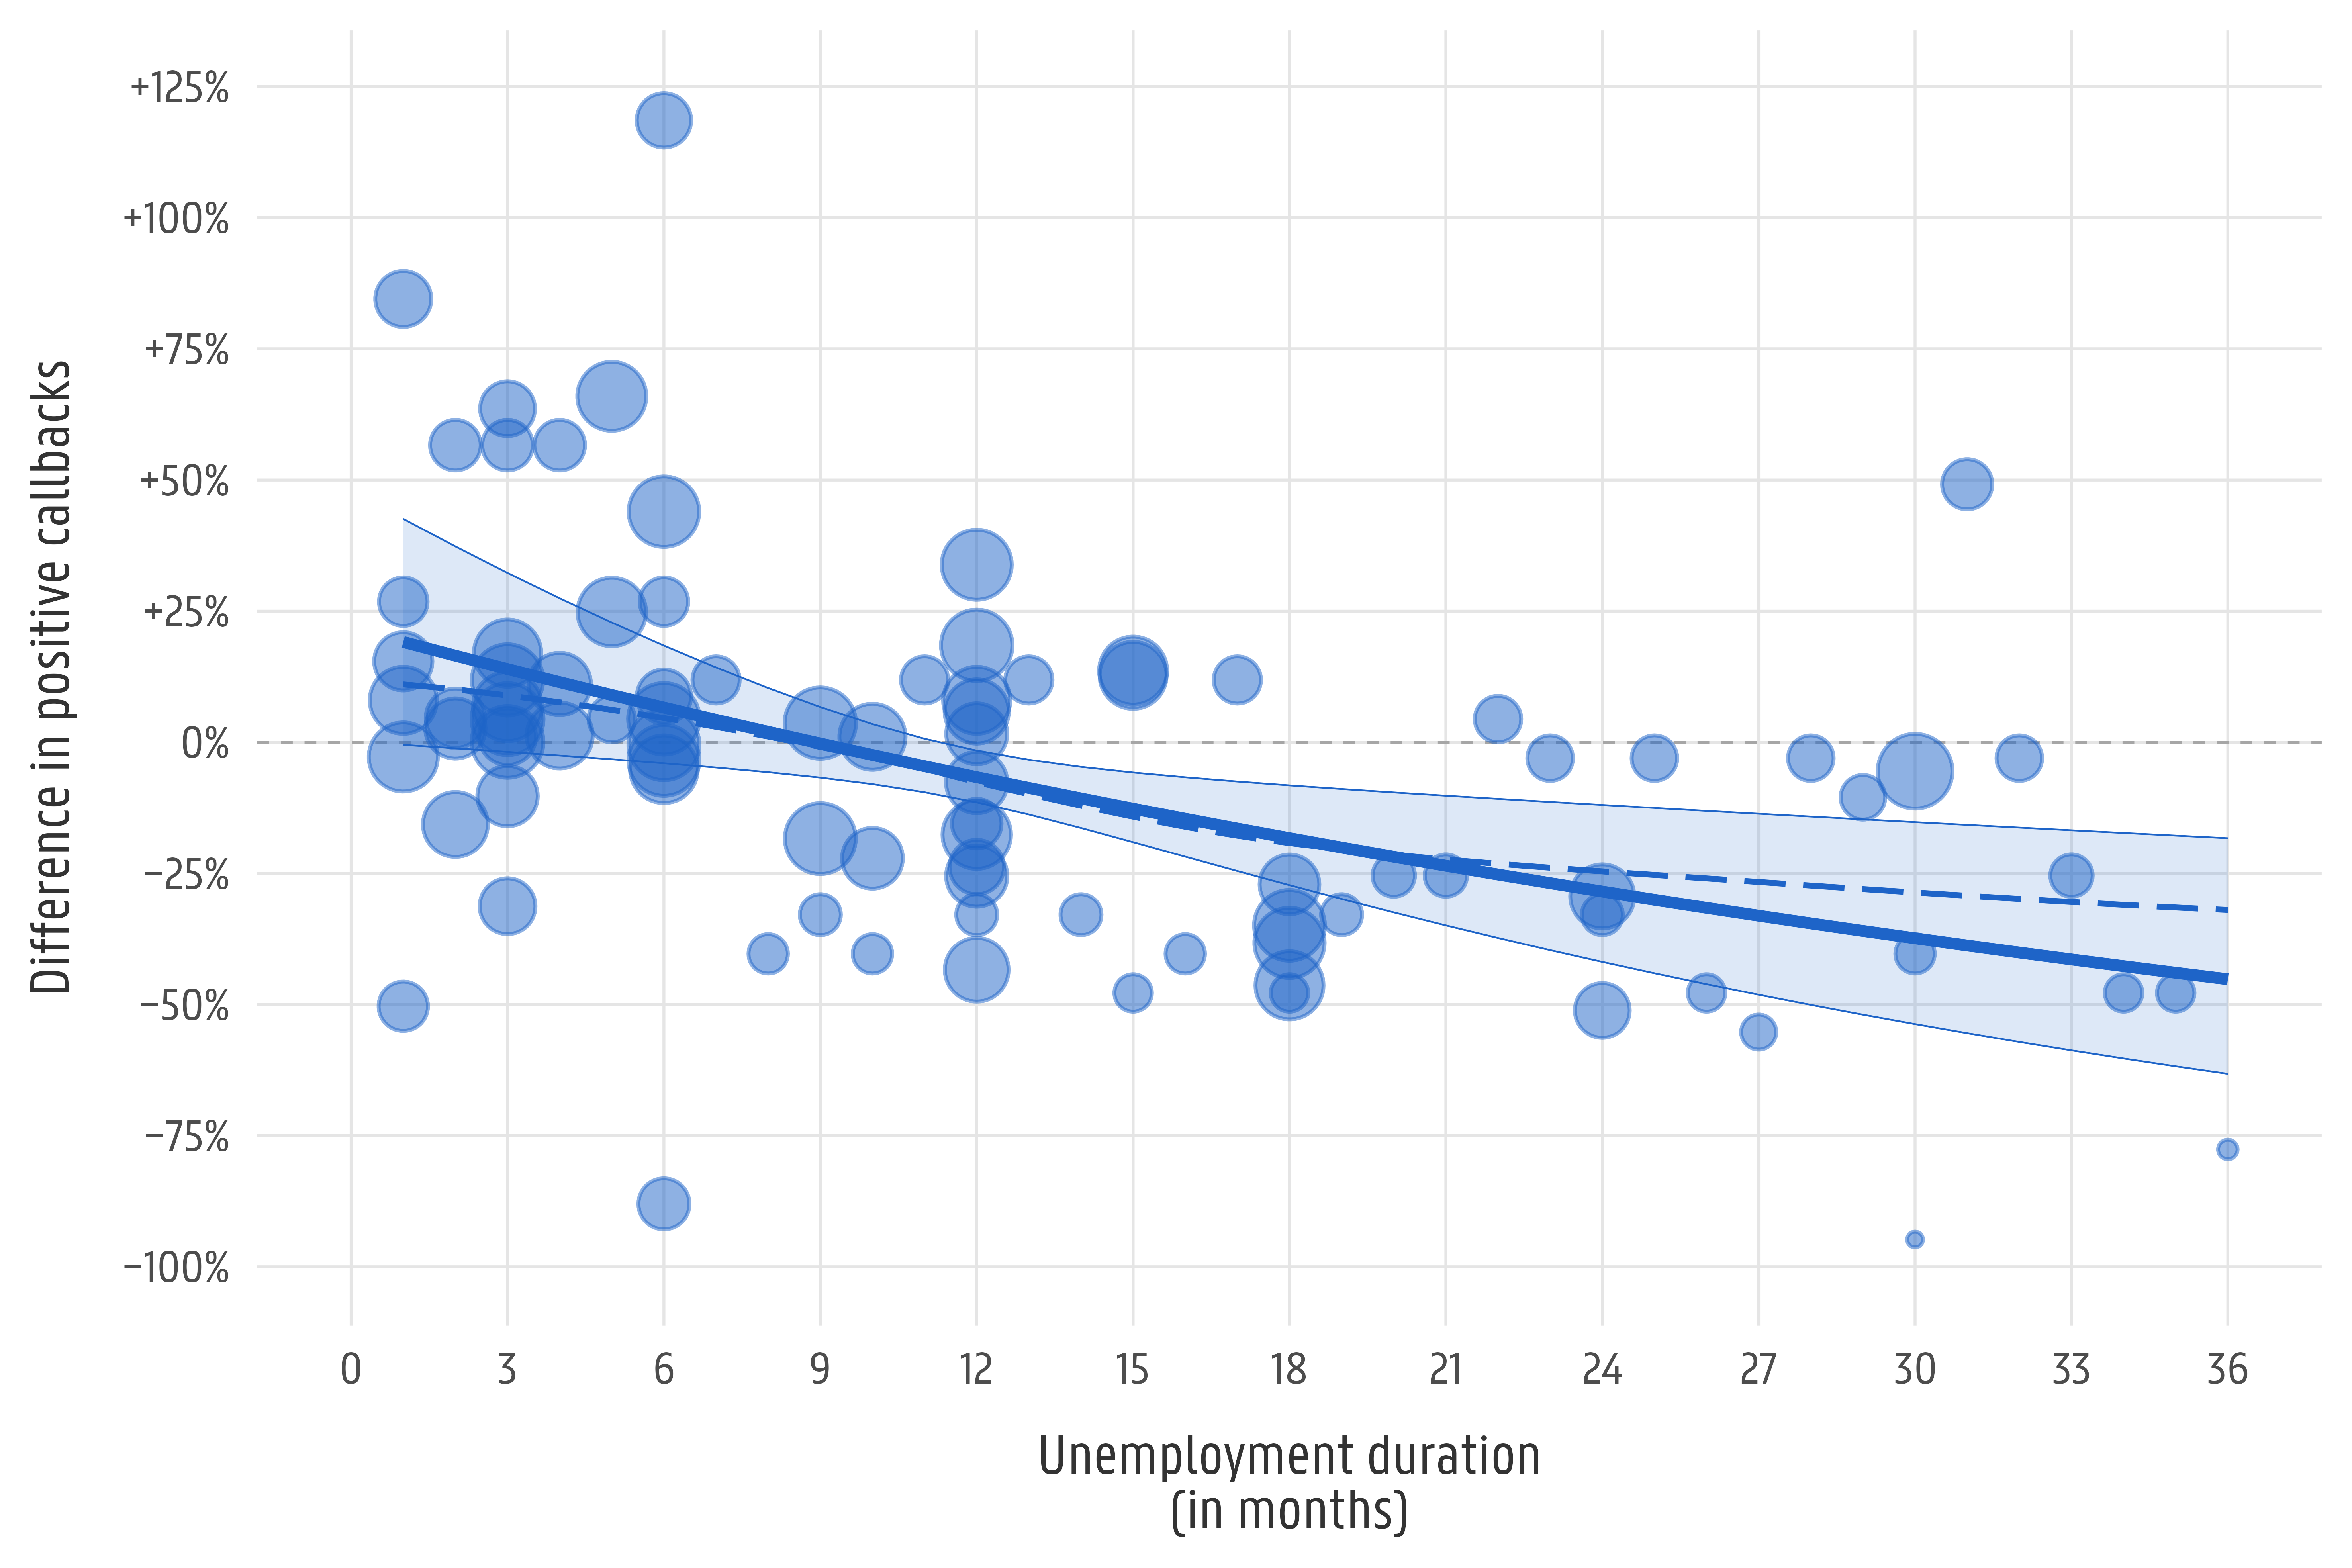 Difference in positive callbacks
+125%
+100%
+75%
+50%
+25%
0%
−25%
−50%
−75%
−100%
0 3 6 9 12 15 18 21 24 27 30 33 36
Unemployment duration
(in months)